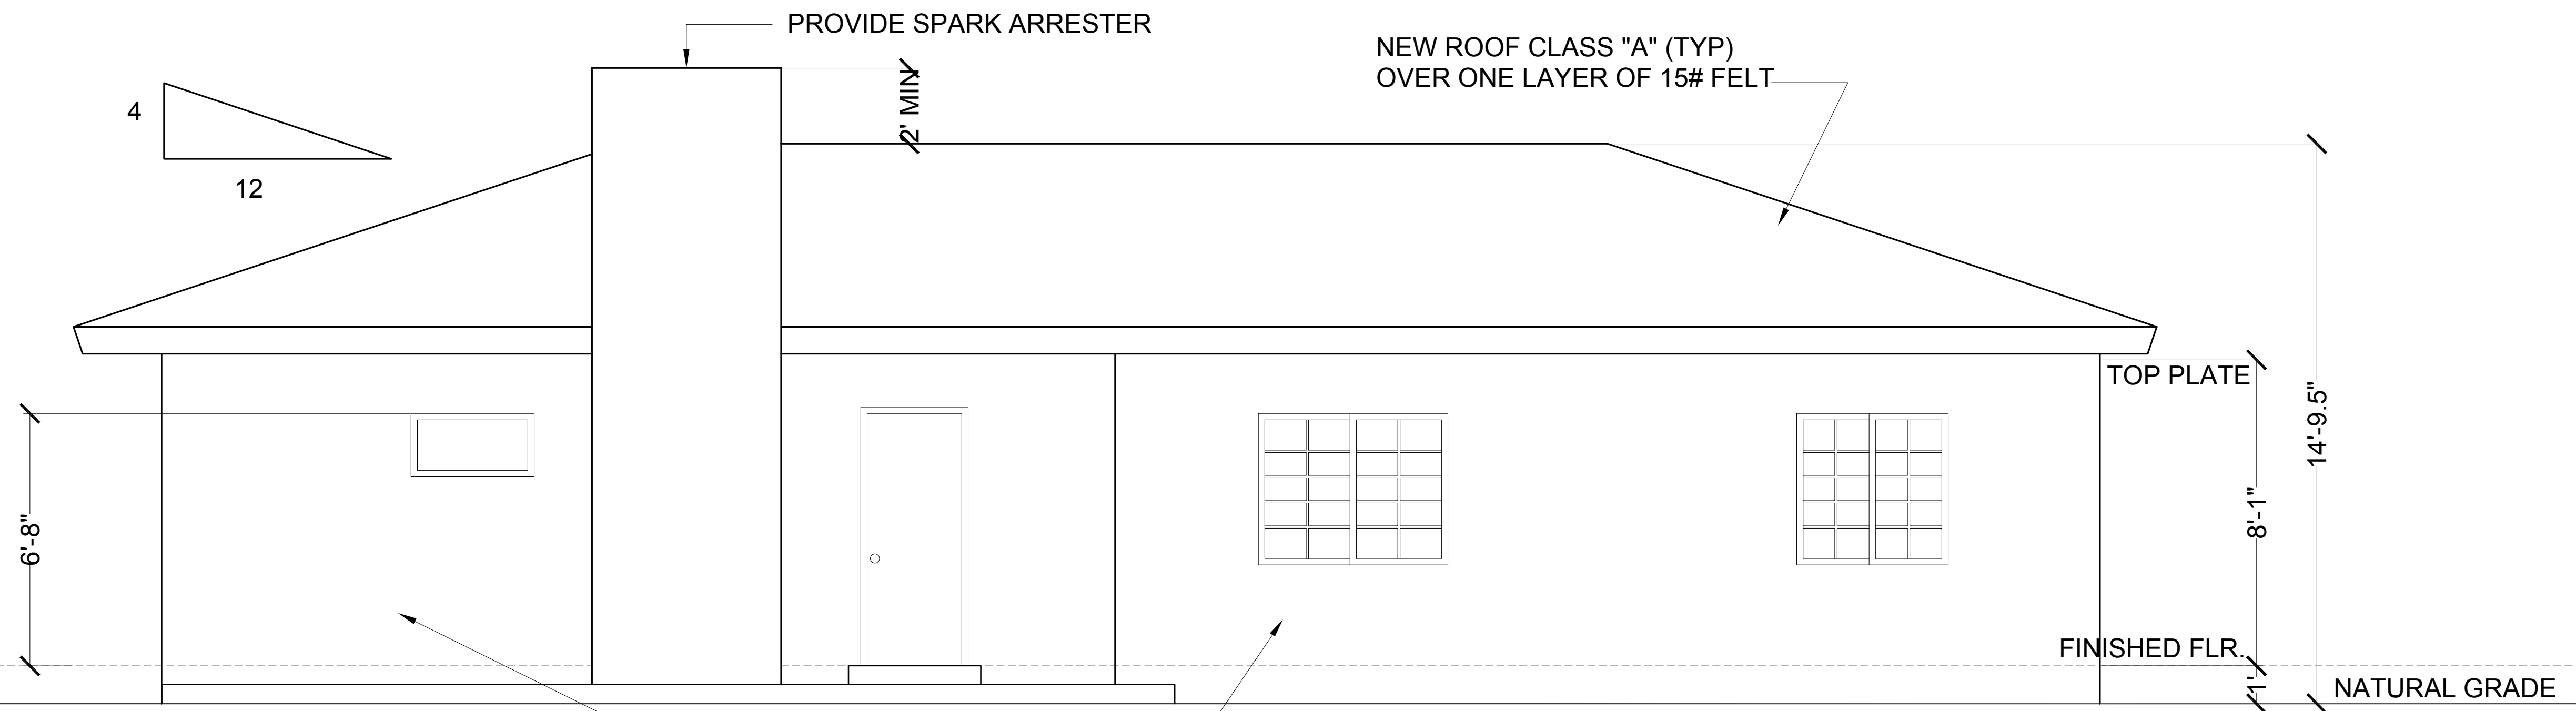 PROVIDE SPARK ARRESTER
NEW ROOF CLASS "A" (TYP)
OVER ONE LAYER OF 15# FELT
2' MIN
4
12
TOP PLATE
14'-9.5"
8'-1"
6'-8"
FINISHED FLR.
1'
NATURAL GRADE